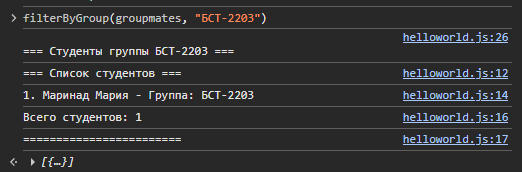 > filterByGroup(groupmates, "БСТ-2203")
helloworld.js:26
=== Студенты группы БСТ-2203 ===
=== Список студентов === helloworld.js:12
1. Маринад Мария - Группа: БСТ-2203 helloworld.js:14
Всего студентов: 1 helloworld.js:16
======================== helloworld.js:17
<· ▶ [{…}]